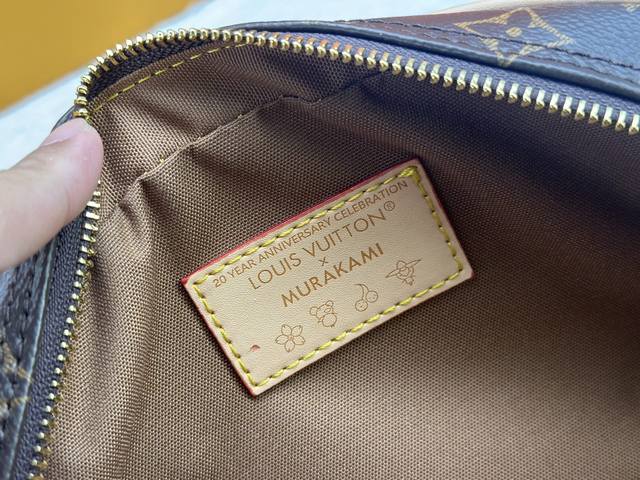 20 YEAR ANNIVERSARY CELEBRATION
LOUIS VUITTON®
×
MURAKAMI